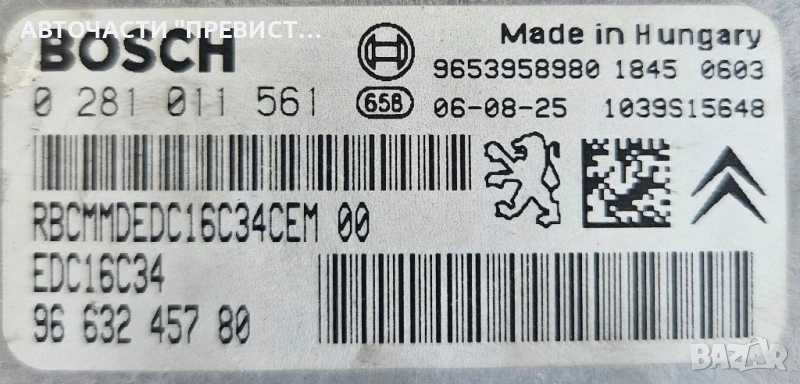 АВТОЧАСТИ "ПРЕВИСТ...
BOSCH
Made in Hungary
9653958980 1845 0603
0 281 011 561
658
06-08-25 1039S15648
RBCMMDEDC16C34CEM 00
EDC16C34
96 632 457 80
BAZAR